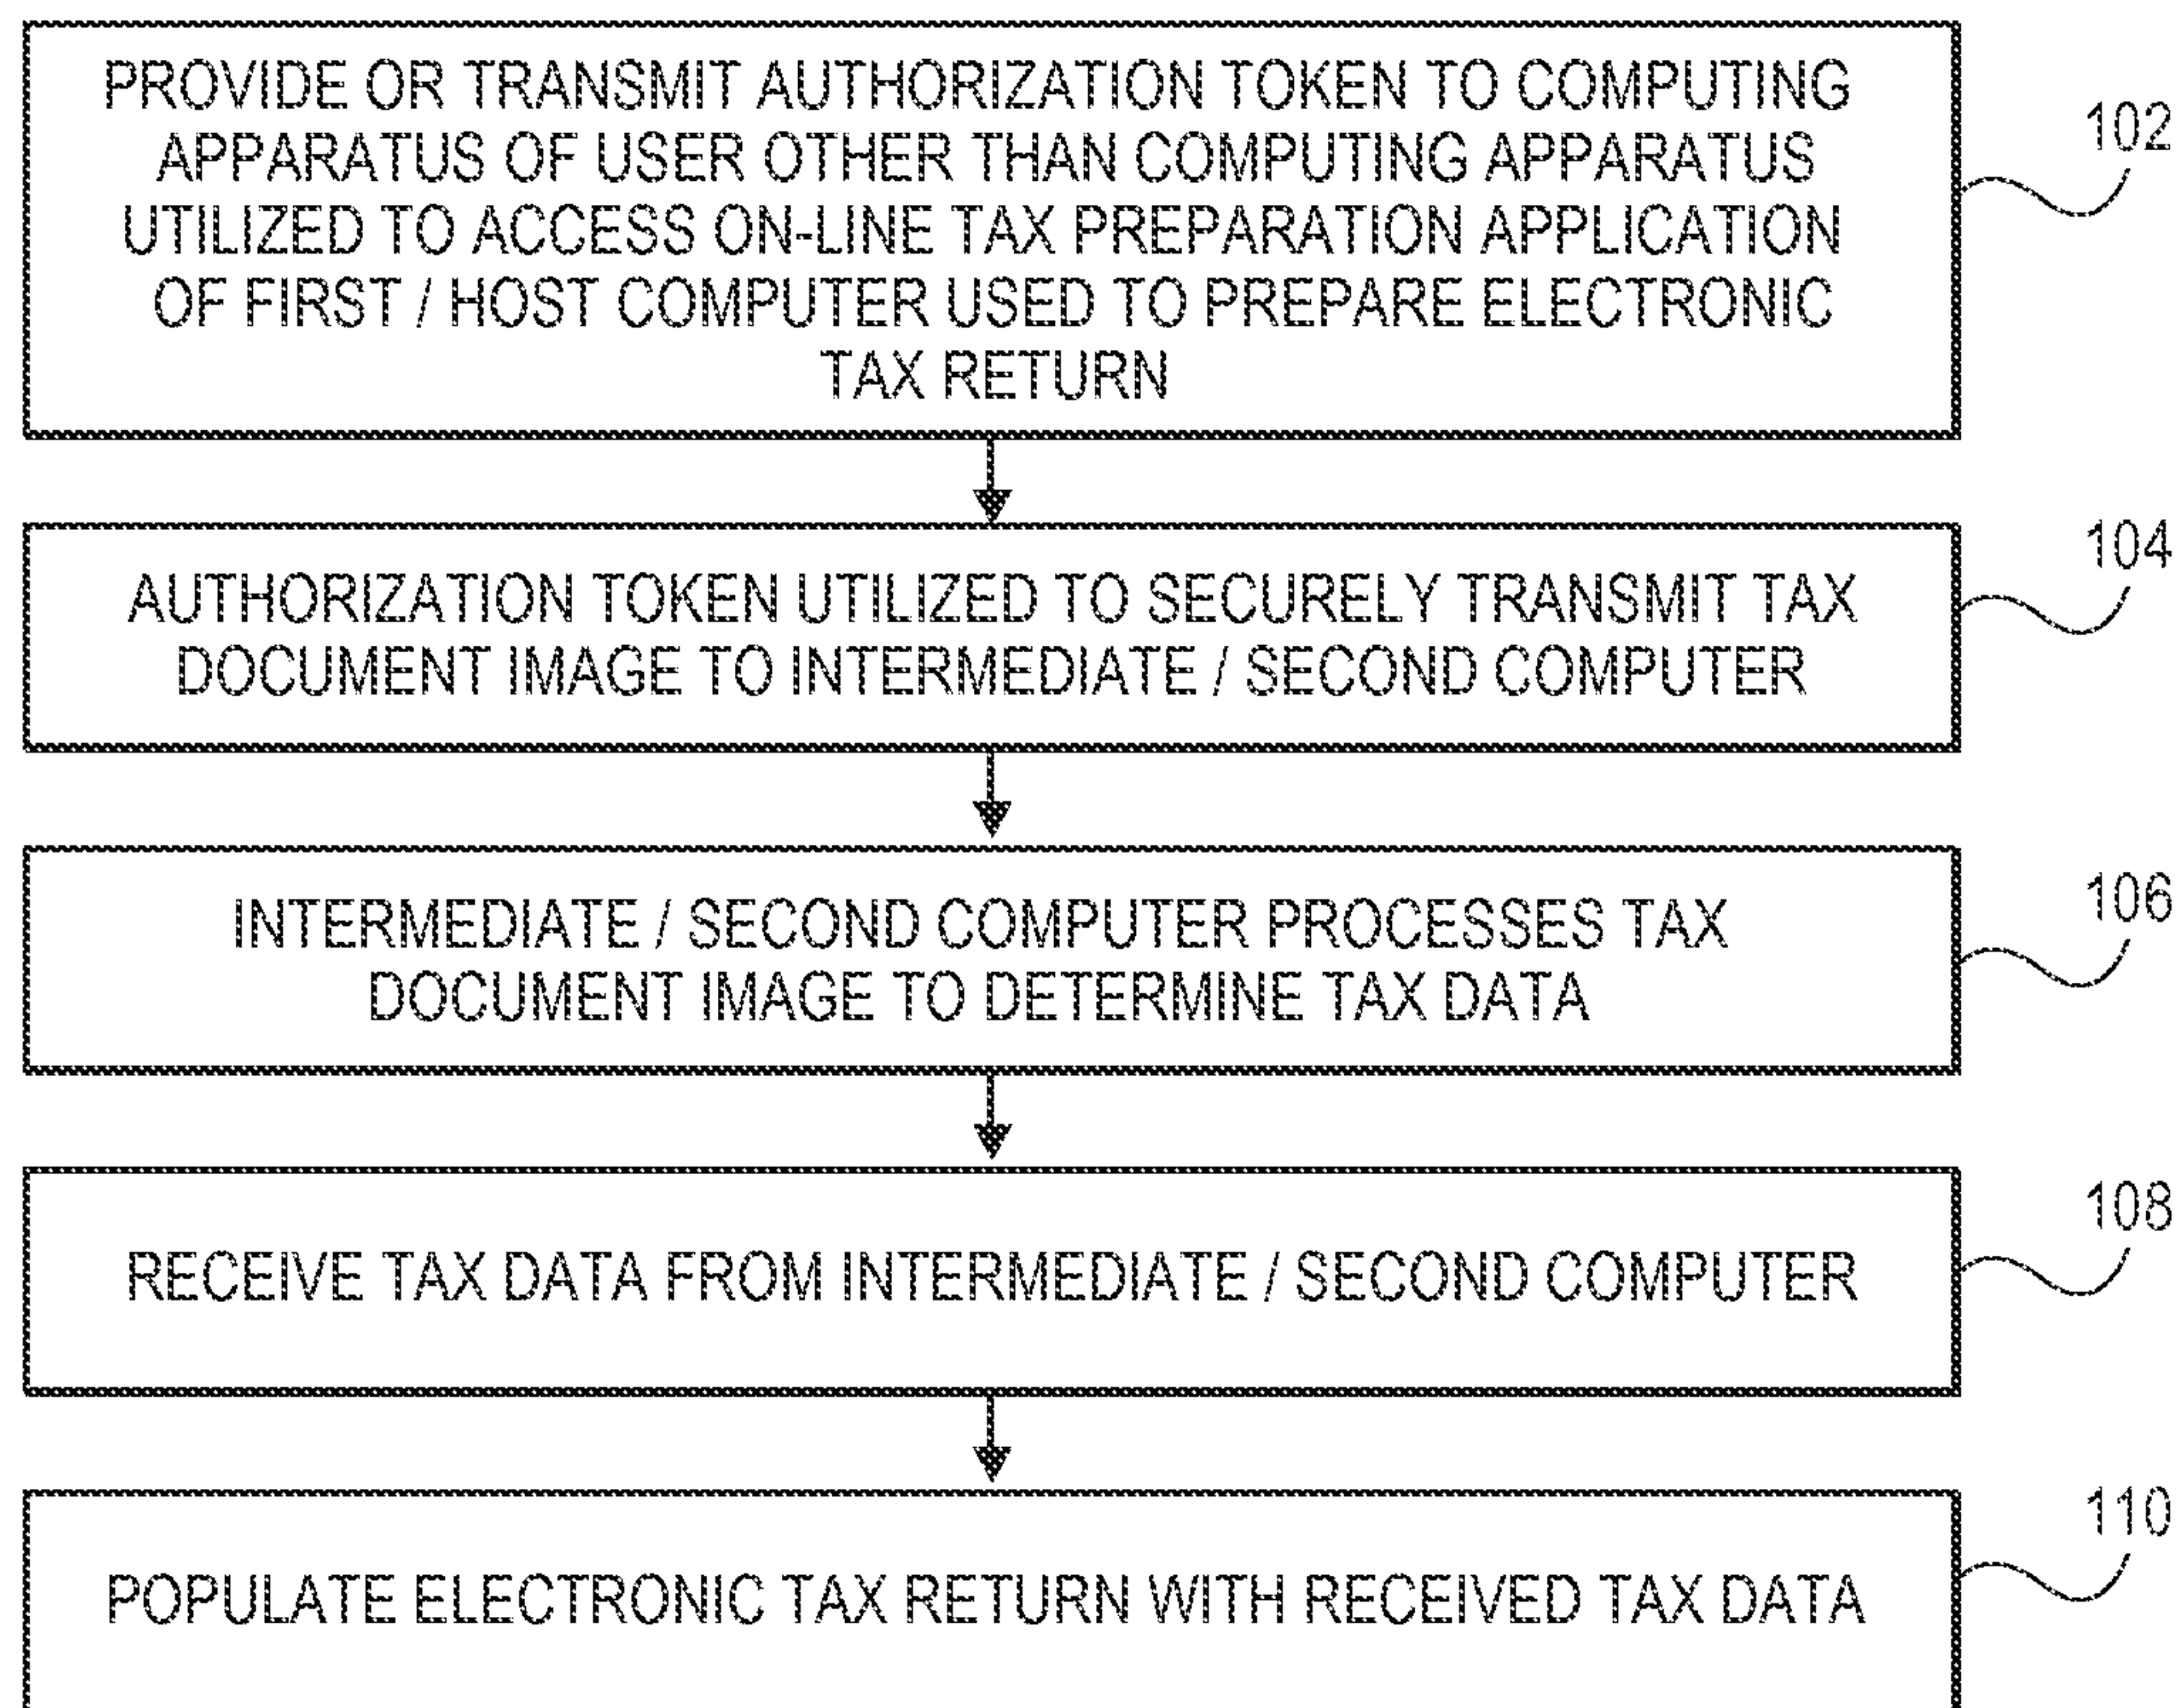 PROVIDE OR TRANSMIT AUTHORIZATION TOKEN TO COMPUTING
APPARATUS OF USER OTHER THAN COMPUTING APPARATUS
UTILIZED TO ACCESS ON-LINE TAX PREPARATION APPLICATION
OF FIRST / HOST COMPUTER USED TO PREPARE ELECTRONIC
TAX RETURN
102
AUTHORIZATION TOKEN UTILIZED TO SECURELY TRANSMIT TAX
DOCUMENT IMAGE TO INTERMEDIATE / SECOND COMPUTER
104
INTERMEDIATE / SECOND COMPUTER PROCESSES TAX
DOCUMENT IMAGE TO DETERMINE TAX DATA
106
RECEIVE TAX DATA FROM INTERMEDIATE / SECOND COMPUTER
108
POPULATE ELECTRONIC TAX RETURN WITH RECEIVED TAX DATA
110